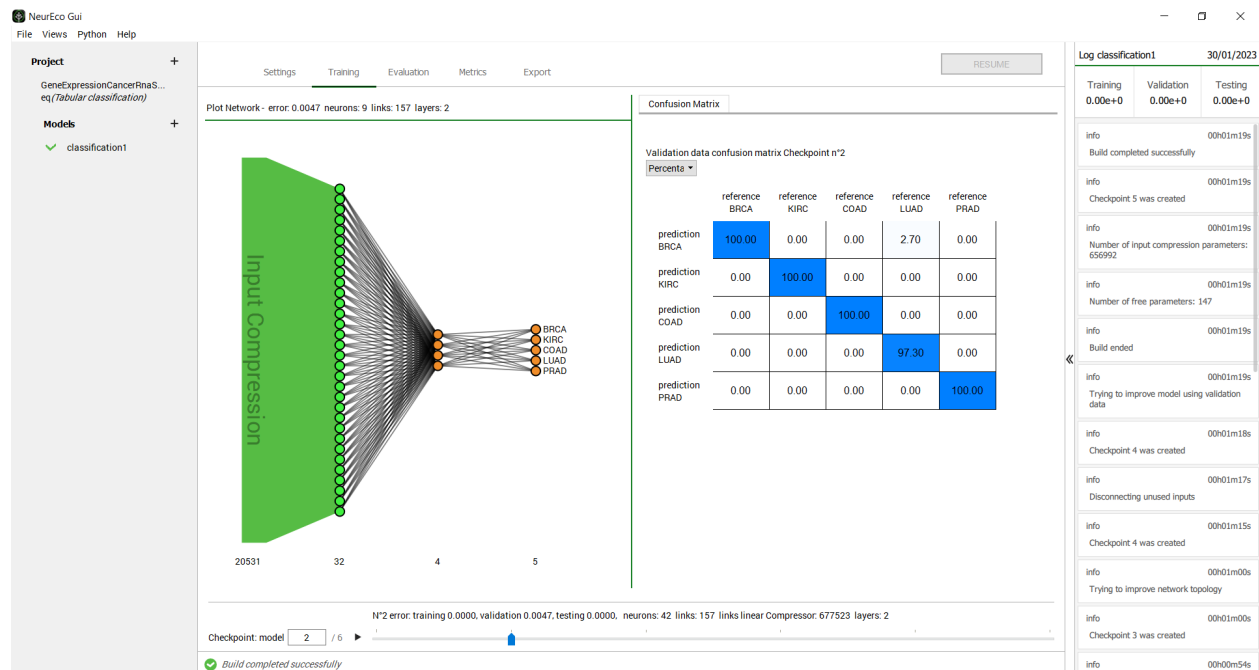 NeurEco Gui
File Views Python Help
Project +
GeneExpressionCancerRnaS...
eq(Tabular classification)
Models +
classification1
Settings Training Evaluation Metrics Export
RESUME
Plot Network - error: 0.0047 neurons: 9 links: 157 layers: 2
Input Compression
BRCA
KIRC
COAD
LUAD
PRAD
20531 32 4 5
Confusion Matrix
Validation data confusion matrix Checkpoint n°2
Percenta
reference BRCA reference KIRC reference COAD reference LUAD reference PRAD
prediction BRCA 100.00 0.00 0.00 2.70 0.00
prediction KIRC 0.00 100.00 0.00 0.00 0.00
prediction COAD 0.00 0.00 100.00 0.00 0.00
prediction LUAD 0.00 0.00 0.00 97.30 0.00
prediction PRAD 0.00 0.00 0.00 0.00 100.00
N°2 error: training 0.0000, validation 0.0047, testing 0.0000, neurons: 42 links: 157 links linear Compressor: 677523 layers: 2
Checkpoint: model 2 / 6
Build completed successfully
Log classification1 30/01/2023
Training Validation Testing
0.00e+0 0.00e+0 0.00e+0
info 00h01m19s
Build completed successfully
info 00h01m19s
Checkpoint 5 was created
info 00h01m19s
Number of input compression parameters:
656992
info 00h01m19s
Number of free parameters: 147
info 00h01m19s
Build ended
info 00h01m19s
Trying to improve model using validation
data
info 00h01m18s
Checkpoint 4 was created
info 00h01m17s
Disconnecting unused inputs
info 00h01m15s
Checkpoint 4 was created
info 00h01m00s
Trying to improve network topology
info 00h01m00s
Checkpoint 3 was created
info 00h00m54s